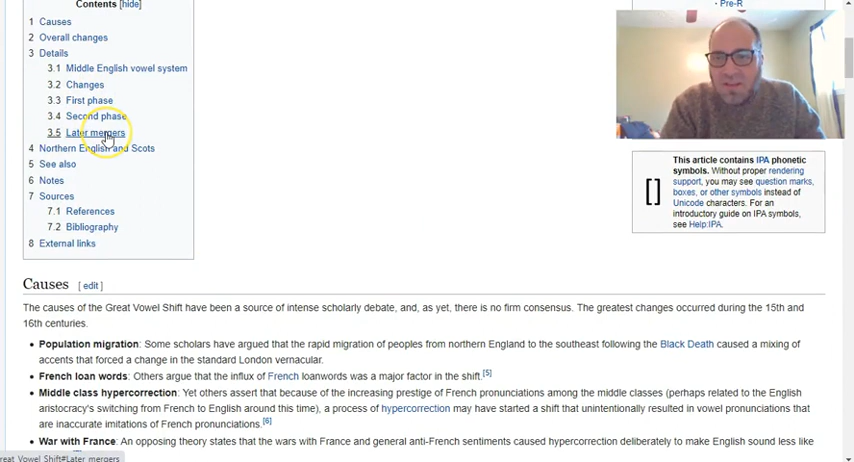 Contents [hide]
1 Causes
2 Overall changes
3 Details
3.1 Middle English vowel system
3.2 Changes
3.3 First phase
3.4 Second phase
3.5 Later mergers
4 Northern English and Scots
5 See also
6 Notes
7 Sources
7.1 References
7.2 Bibliography
8 External links
• Pre-R
[] This article contains IPA phonetic
symbols. Without proper rendering
support, you may see question marks,
boxes, or other symbols instead of
Unicode characters. For an
introductory guide on IPA symbols,
see Help:IPA.
Causes [ edit ]
The causes of the Great Vowel Shift have been a source of intense scholarly debate, and, as yet, there is no firm consensus. The greatest changes occurred during the 15th and
16th centuries.
• Population migration: Some scholars have argued that the rapid migration of peoples from northern England to the southeast following the Black Death caused a mixing of
accents that forced a change in the standard London vernacular.
• French loan words: Others argue that the influx of French loanwords was a major factor in the shift.[5]
• Middle class hypercorrection: Yet others assert that because of the increasing prestige of French pronunciations among the middle classes (perhaps related to the English
aristocracy's switching from French to English around this time), a process of hypercorrection may have started a shift that unintentionally resulted in vowel pronunciations that
are inaccurate imitations of French pronunciations.[6]
• War with France: An opposing theory states that the wars with France and general anti-French sentiments caused hypercorrection deliberately to make English sound less like
reat_Vowel_Shift#Later_mergers